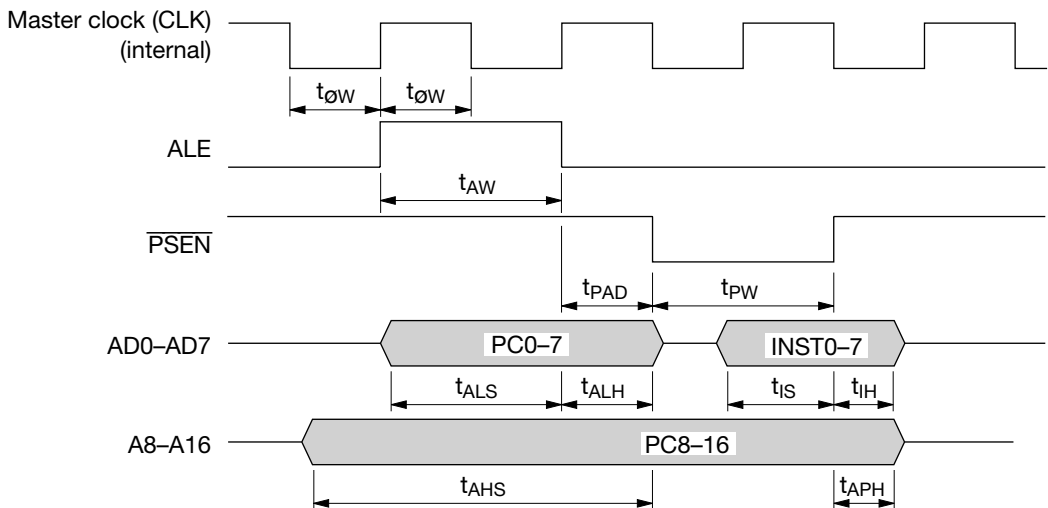 Master clock (CLK)
(internal)
tøW tøW
ALE
tAW
PSEN
tPAD tPW
AD0–AD7 PC0–7 INST0–7
tALS tALH tIS tIH
A8–A16 PC8–16
tAHS tAPH